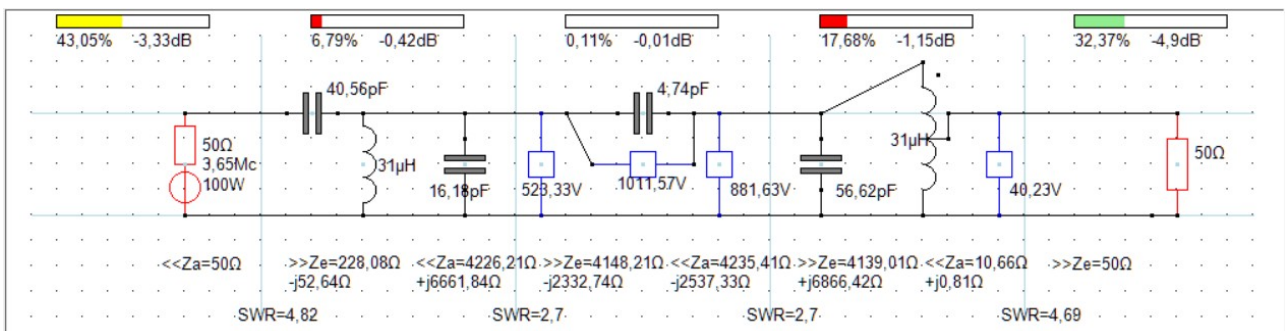 43,05% -3,33dB 6,79% -0,42dB 0,11% -0,01dB 17,68% -1,15dB 32,37% -4,9dB
40,56pF 4,74pF
50Ω
3,65Mc
100W
31µH
16,18pF
523,33V
1011,57V
881,63V
56,62pF
31µH
40,23V
50Ω
<<Za=50Ω >>Ze=228,08Ω <<Za=4226,21Ω >>Ze=4148,21Ω <<Za=4235,41Ω >>Ze=4139,01Ω <<Za=10,66Ω >>Ze=50Ω
-j52,64Ω +j6661,84Ω -j2332,74Ω -j2537,33Ω +j6866,42Ω +j0,81Ω
SWR=4,82 SWR=2,7 SWR=2,7 SWR=4,69